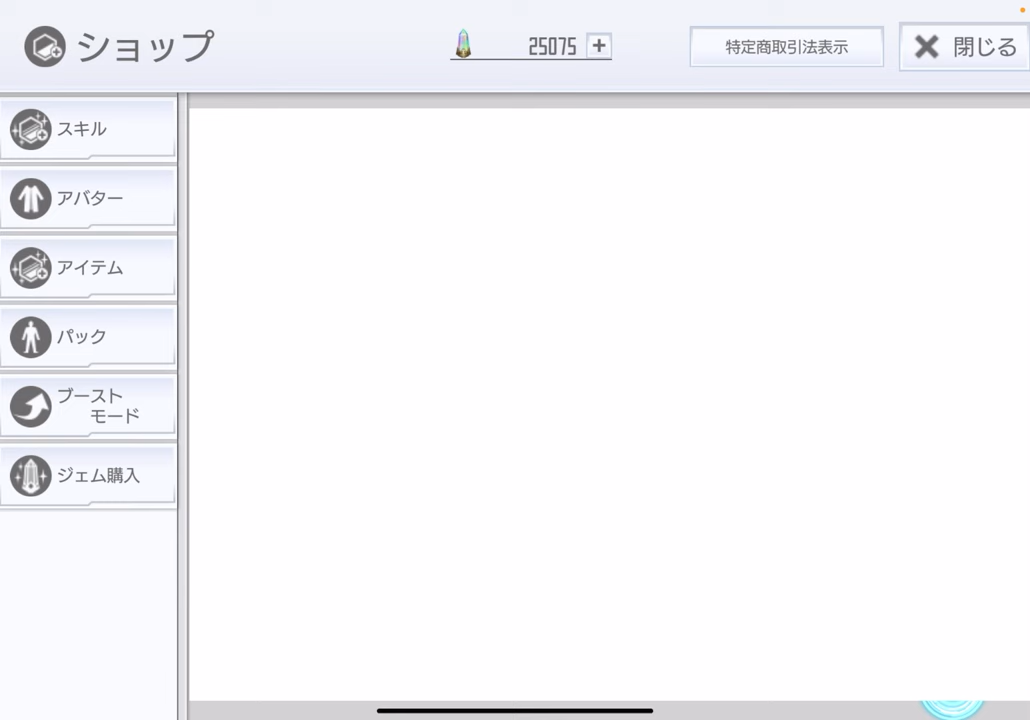 ショップ
25075
特定商取引法表示
閉じる
スキル
アバター
アイテム
パック
ブースト
モード
ジェム購入